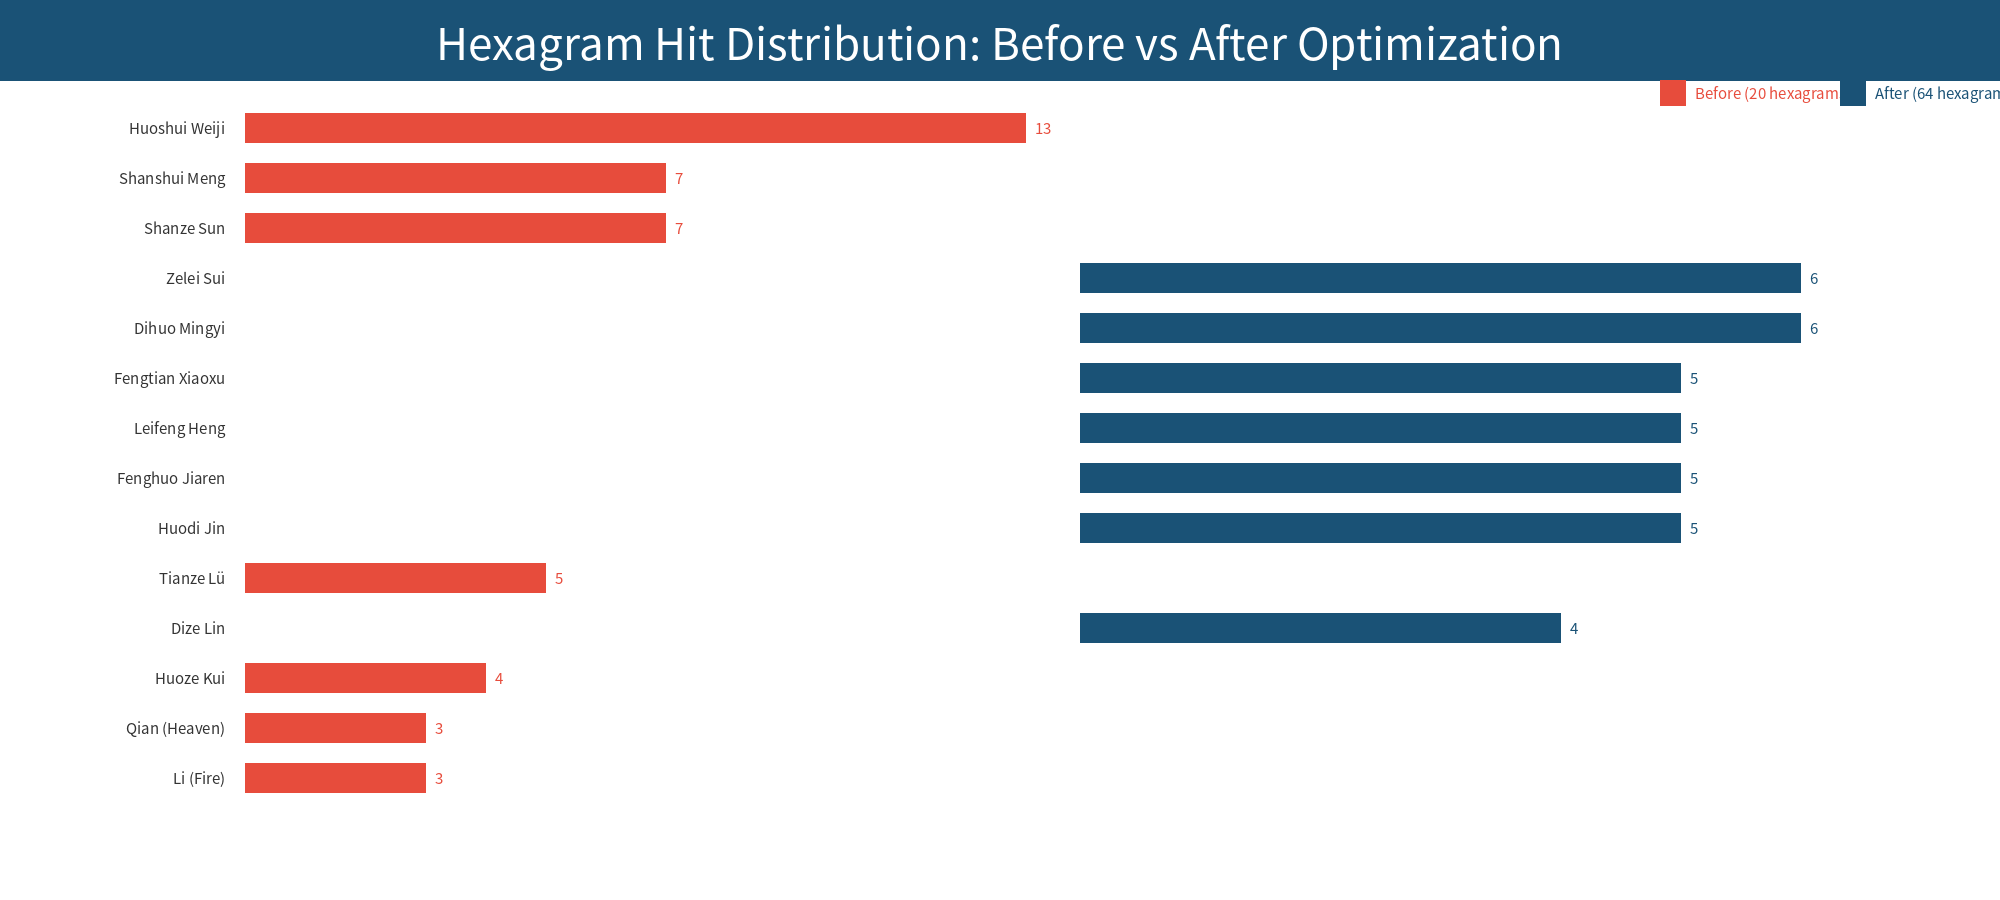 Hexagram Hit Distribution: Before vs After Optimization
Before (20 hexagram
After (64 hexagram
Huoshui Weiji 13
Shanshui Meng 7
Shanze Sun 7
Zelei Sui 6
Dihuo Mingyi 6
Fengtian Xiaoxu 5
Leifeng Heng 5
Fenghuo Jiaren 5
Huodi Jin 5
Tianze Lü 5
Dize Lin 4
Huoze Kui 4
Qian (Heaven) 3
Li (Fire) 3